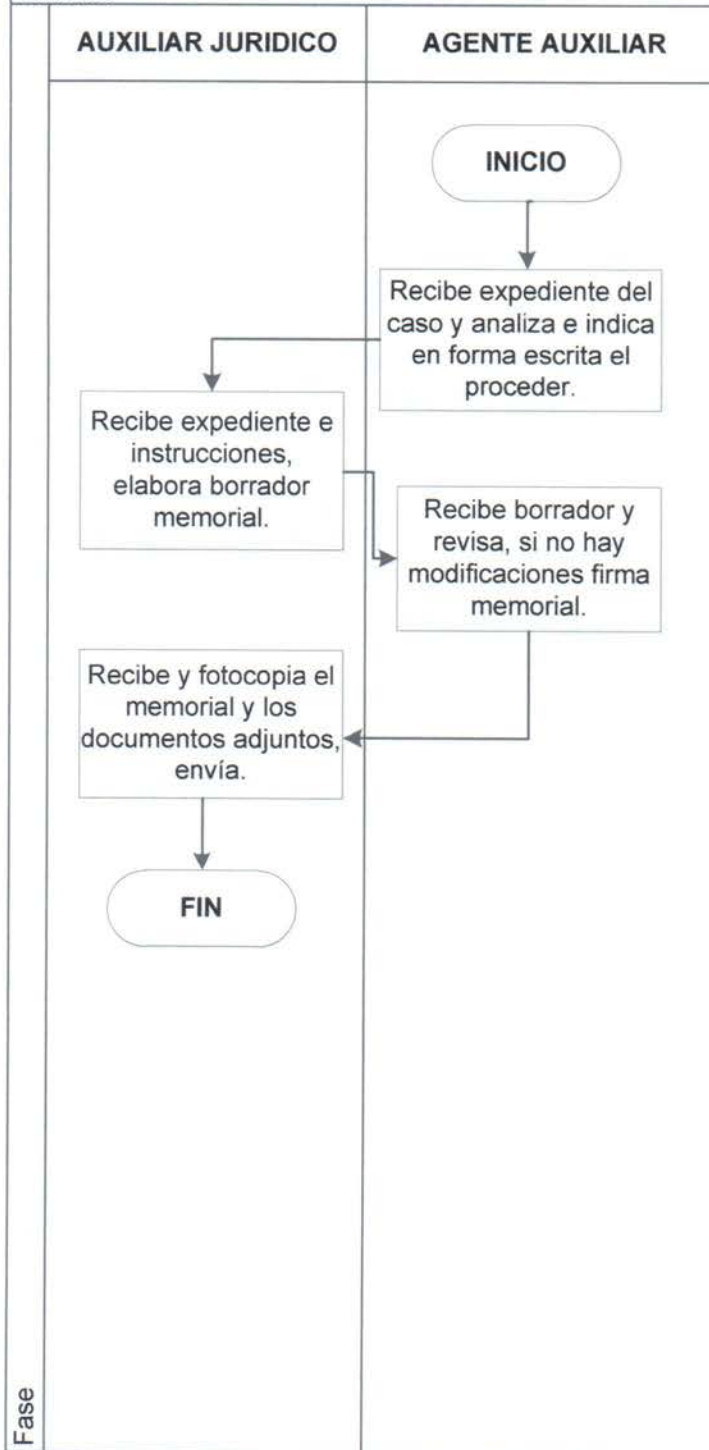 AUXILIAR JURIDICO
AGENTE AUXILIAR
INICIO
Recibe expediente del
caso y analiza e indica
en forma escrita el
proceder.
Recibe expediente e
instrucciones,
elabora borrador
memorial.
Recibe borrador y
revisa, si no hay
modificaciones firma
memorial.
Recibe y fotocopia el
memorial y los
documentos adjuntos,
envía.
FIN
Fase